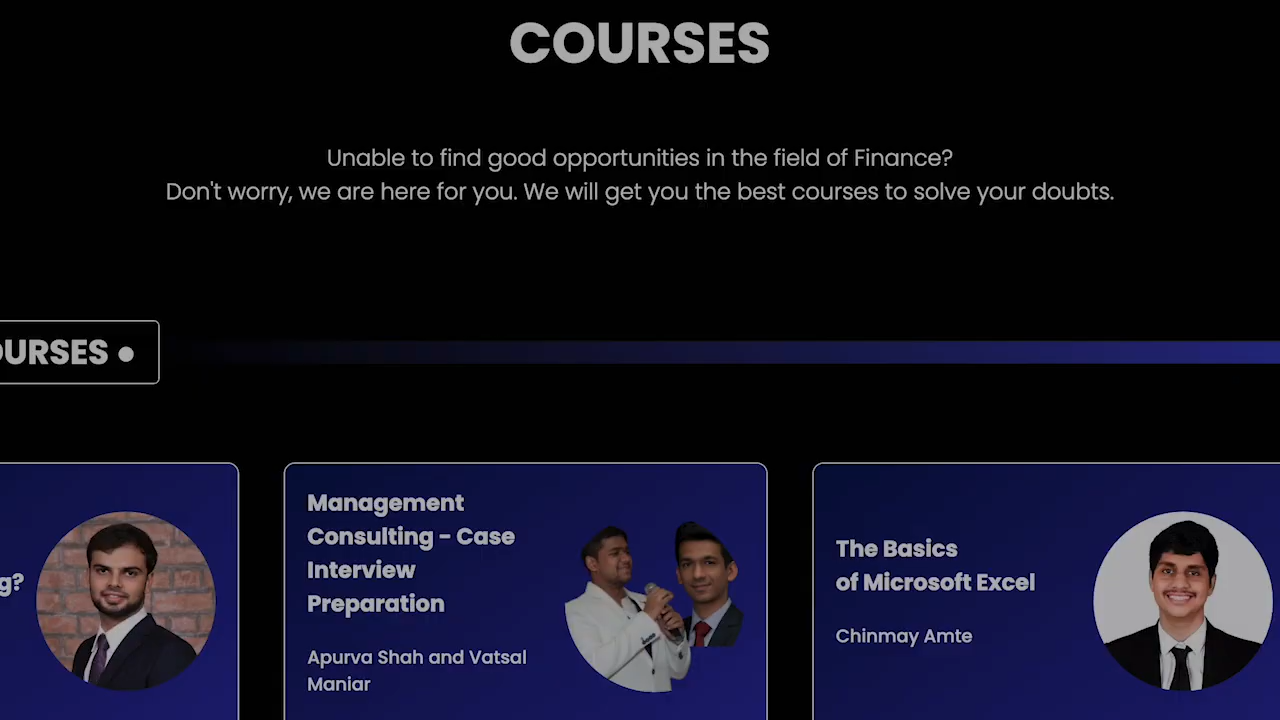 COURSES
Unable to find good opportunities in the field of Finance?
Don't worry, we are here for you. We will get you the best courses to solve your doubts.
OURSES ●
g?
Management
Consulting - Case
Interview
Preparation
Apurva Shah and Vatsal
Maniar
The Basics
of Microsoft Excel
Chinmay Amte